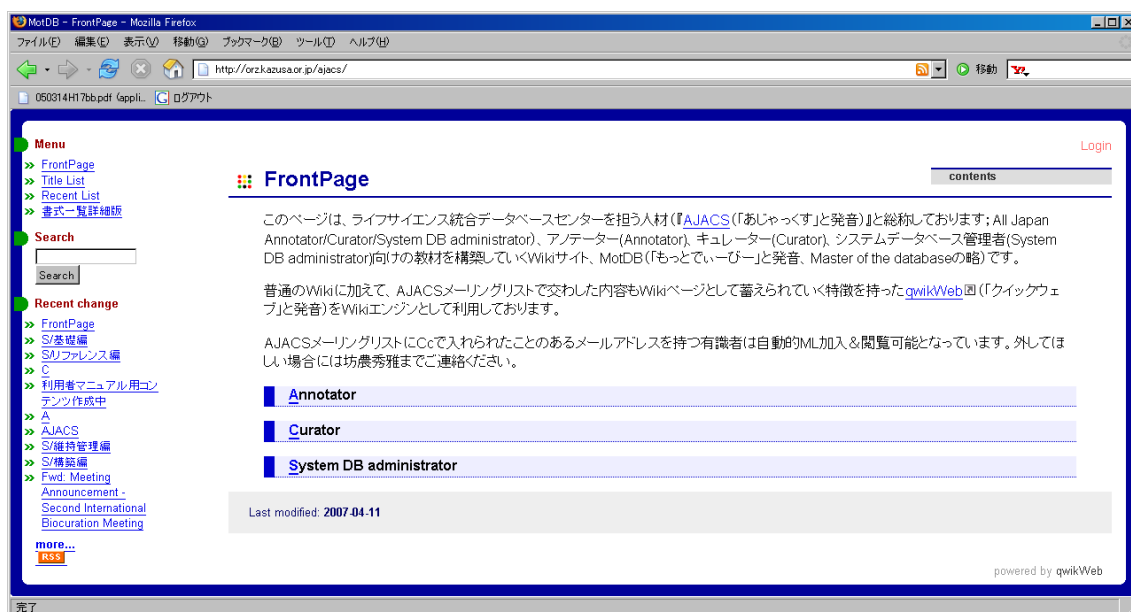 MotDB - FrontPage - Mozilla Firefox
ファイル(F) 編集(E) 表示(V) 移動(G) ブックマーク(B) ツール(T) ヘルプ(H)
http://orz.kazusa.or.jp/ajacs/
移動
050314H17bb.pdf (appli... ログアウト
Login
Menu
FrontPage
Title List
Recent List
書式一覧詳細版
Search
Search
Recent change
FrontPage
S/基礎編
S/リファレンス編
C
利用者マニュアル用コン
テンツ作成中
A
AJACS
S/維持管理編
S/構築編
Fwd: Meeting
Announcement -
Second International
Biocuration Meeting
more...
RSS
FrontPage
contents
このページは、ライフサイエンス統合データベースセンターを担う人材(『AJACS(「あじゃっくす」と発音)』と総称しております; All Japan
Annotator/Curator/System DB administrator)、アノテーター(Annotator)、キュレーター(Curator)、システムデータベース管理者(System
DB administrator)向けの教材を構築していくWikiサイト、MotDB(「もっとでぃーびー」と発音、Master of the databaseの略)です。
普通のWikiに加えて、AJACSメーリングリストで交わした内容もWikiページとして蓄えられていく特徴を持ったqwikWeb(「クイックウェ
ブ」と発音)をWikiエンジンとして利用しております。
AJACSメーリングリストにCcで入れられたことのあるメールアドレスを持つ有識者は自動的ML加入&閲覧可能となっています。外してほ
しい場合には坊農秀雅までご連絡ください。
Annotator
Curator
System DB administrator
Last modified: 2007-04-11
powered by qwikWeb
完了